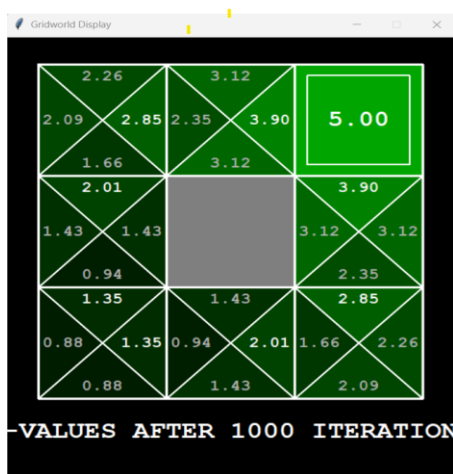 Gridworld Display
2.26 3.12
2.09 2.85 2.35 3.90 5.00
1.66 3.12
2.01 3.90
1.43 1.43 3.12 3.12
0.94 2.35
1.35 1.43 2.85
0.88 1.35 0.94 2.01 1.66 2.26
0.88 1.43 2.09
-VALUES AFTER 1000 ITERATION